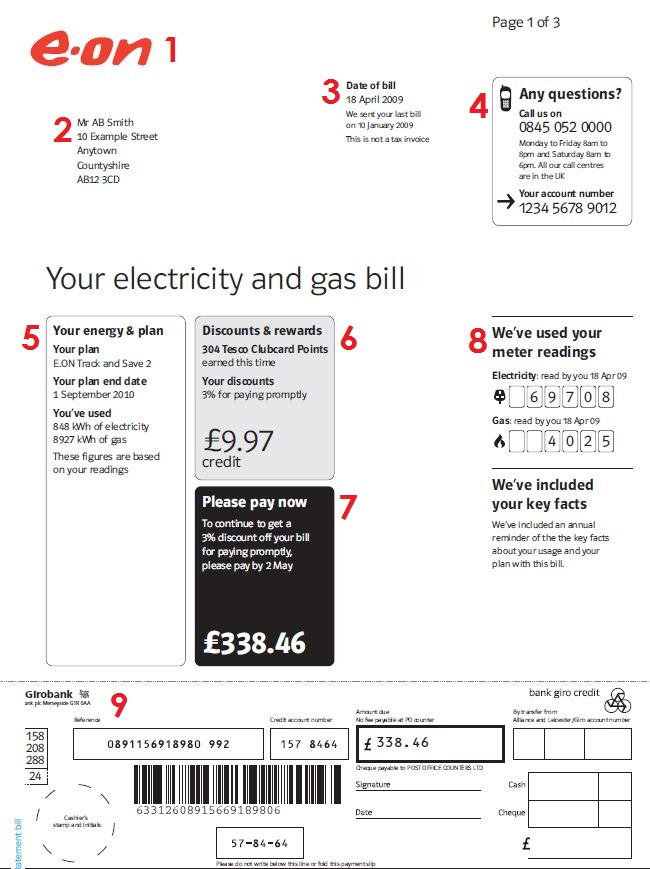 Page 1 of 3
e·on 1
2 Mr AB Smith
10 Example Street
Anytown
Countyshire
AB12 3CD
3 Date of bill
18 April 2009
We sent your last bill
on 10 January 2009
This is not a tax invoice
4 Any questions?
Call us on
0845 052 0000
Monday to Friday 8am to
8pm and Saturday 8am to
6pm. All our call centres
are in the UK
Your account number
1234 5678 9012
Your electricity and gas bill
5 Your energy & plan
Your plan
E.ON Track and Save 2
Your plan end date
1 September 2010
You've used
848 kWh of electricity
8927 kWh of gas
These figures are based
on your readings
Discounts & rewards 6
304 Tesco Clubcard Points
earned this time
Your discounts
3% for paying promptly
£9.97
credit
Please pay now 7
To continue to get a
3% discount off your bill
for paying promptly,
please pay by 2 May
£338.46
8 We've used your
meter readings
Electricity: read by you 18 Apr 09
6 9 7 0 8
Gas: read by you 18 Apr 09
4 0 2 5
We've included
your key facts
We've included an annual
reminder of the the key facts
about your usage and your
plan with this bill.
Girobank
ank plc Merseyside G1R 0AA
9
bank giro credit
Reference
Credit account number
Amount due
No fee payable at PO counter
By transfer from
Alliance and Leicester/Giro account number
158
208
288
24
0891156918980 992
157 8464
£ 338.46
Cheque payable to POST OFFICE COUNTERS LTD
63312608915669189806
Signature
Cash
Date
Cheque
£
Cashier's
stamp and initials
57-84-64
Please do not write below this line or fold this payment slip
tatement bill